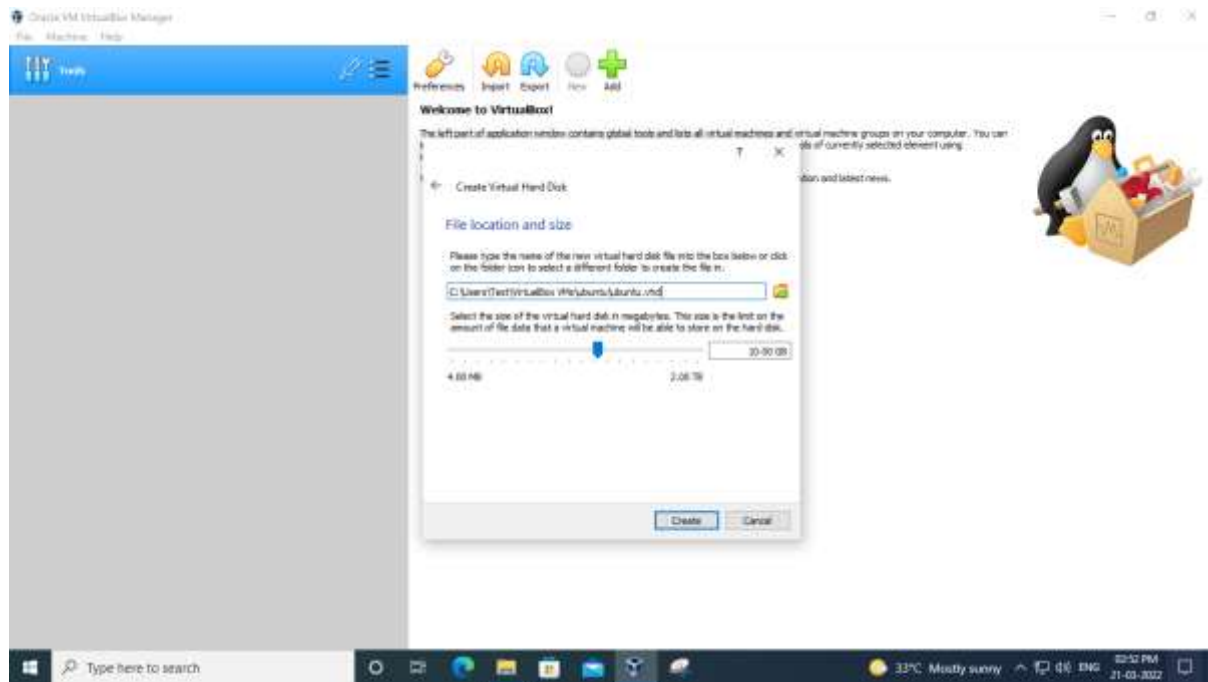 Oracle VM VirtualBox Manager
File Machine Help
Tools
Preferences Import Export New Add
Welcome to VirtualBox!
The left part of application window contains global tools and lists all virtual machines and virtual machine groups on your computer. You can
of currently selected element using
and latest news.
? ×
← Create Virtual Hard Disk
File location and size
Please type the name of the new virtual hard disk file into the box below or click
on the folder icon to select a different folder to create the file in.
C:\Users\Test\VirtualBox VMs\ubuntu\ubuntu.vhd
Select the size of the virtual hard disk in megabytes. This size is the limit on the
amount of file data that a virtual machine will be able to store on the hard disk.
4.00 MB 2.00 TB
Create Cancel
Type here to search
33°C Mostly sunny ENG
03:52 PM
21-03-2022